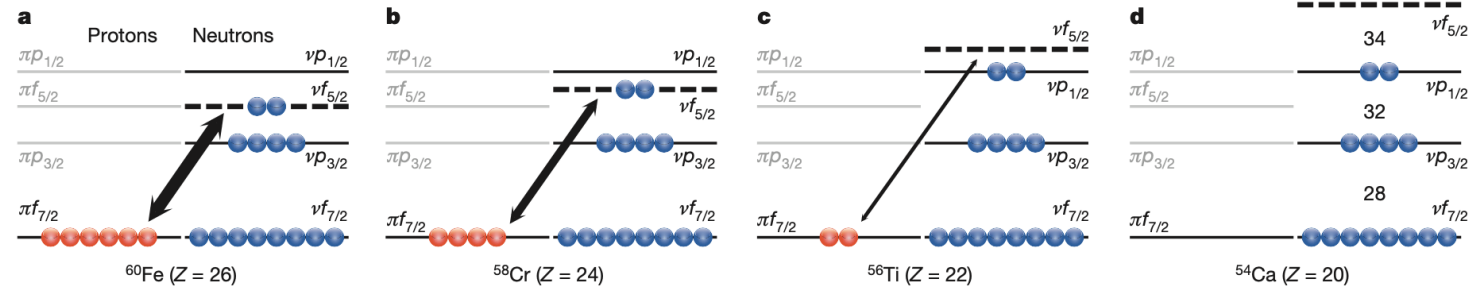 a
Protons Neutrons
πp1/2 νp1/2
πf5/2 νf5/2
πp3/2 νp3/2
πf7/2 νf7/2
60Fe (Z = 26)
b
πp1/2 νp1/2
πf5/2 νf5/2
πp3/2 νp3/2
πf7/2 νf7/2
58Cr (Z = 24)
c
νf5/2
πp1/2 νp1/2
πf5/2
πp3/2 νp3/2
πf7/2 νf7/2
56Ti (Z = 22)
d
νf5/2
34
πp1/2 νp1/2
πf5/2
32
πp3/2 νp3/2
28
πf7/2 νf7/2
54Ca (Z = 20)